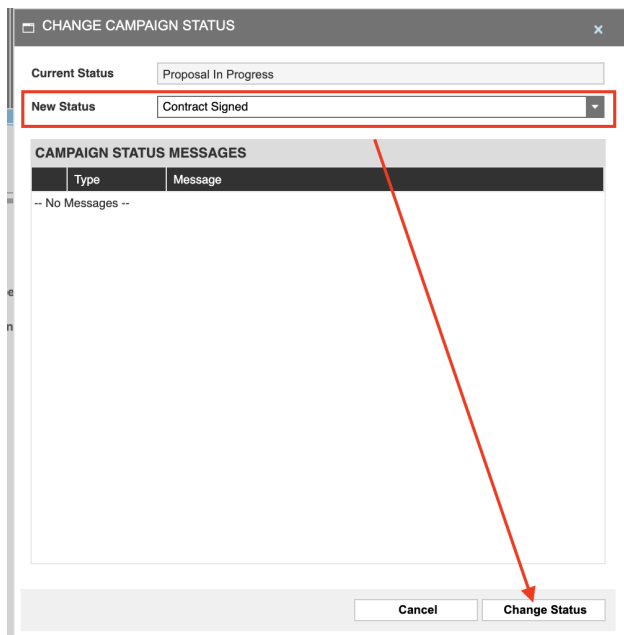 CHANGE CAMPAIGN STATUS
Current Status Proposal In Progress
New Status Contract Signed
CAMPAIGN STATUS MESSAGES
Type Message
-- No Messages --
Cancel Change Status